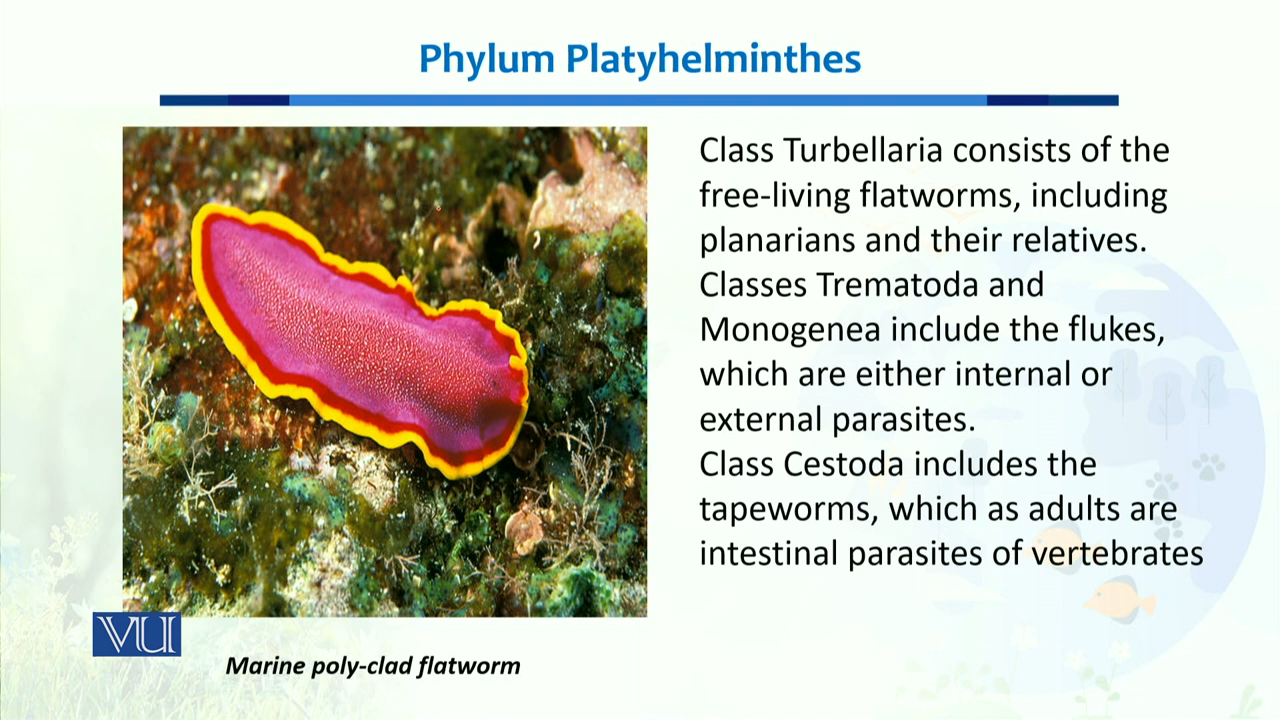 Phylum Platyhelminthes
Class Turbellaria consists of the
free-living flatworms, including
planarians and their relatives.
Classes Trematoda and
Monogenea include the flukes,
which are either internal or
external parasites.
Class Cestoda includes the
tapeworms, which as adults are
intestinal parasites of vertebrates
VU
Marine poly-clad flatworm